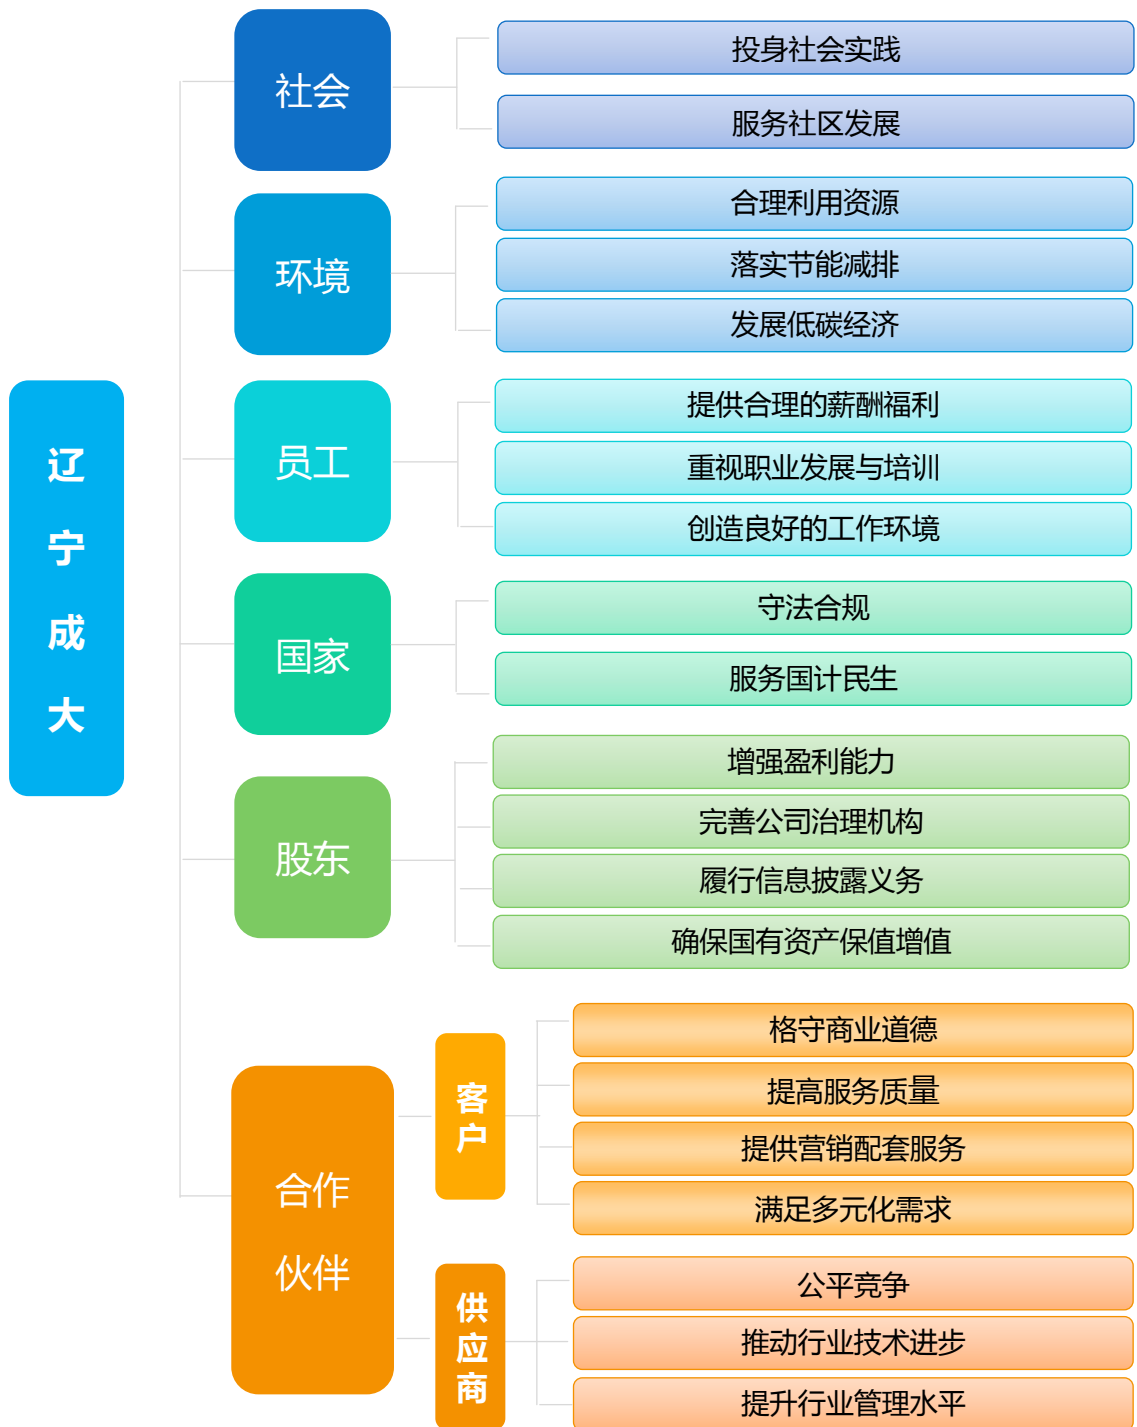 辽宁成大
社会
投身社会实践
服务社区发展
环境
合理利用资源
落实节能减排
发展低碳经济
员工
提供合理的薪酬福利
重视职业发展与培训
创造良好的工作环境
国家
守法合规
服务国计民生
股东
增强盈利能力
完善公司治理机构
履行信息披露义务
确保国有资产保值增值
合作
伙伴
客户
格守商业道德
提高服务质量
提供营销配套服务
满足多元化需求
供应商
公平竞争
推动行业技术进步
提升行业管理水平